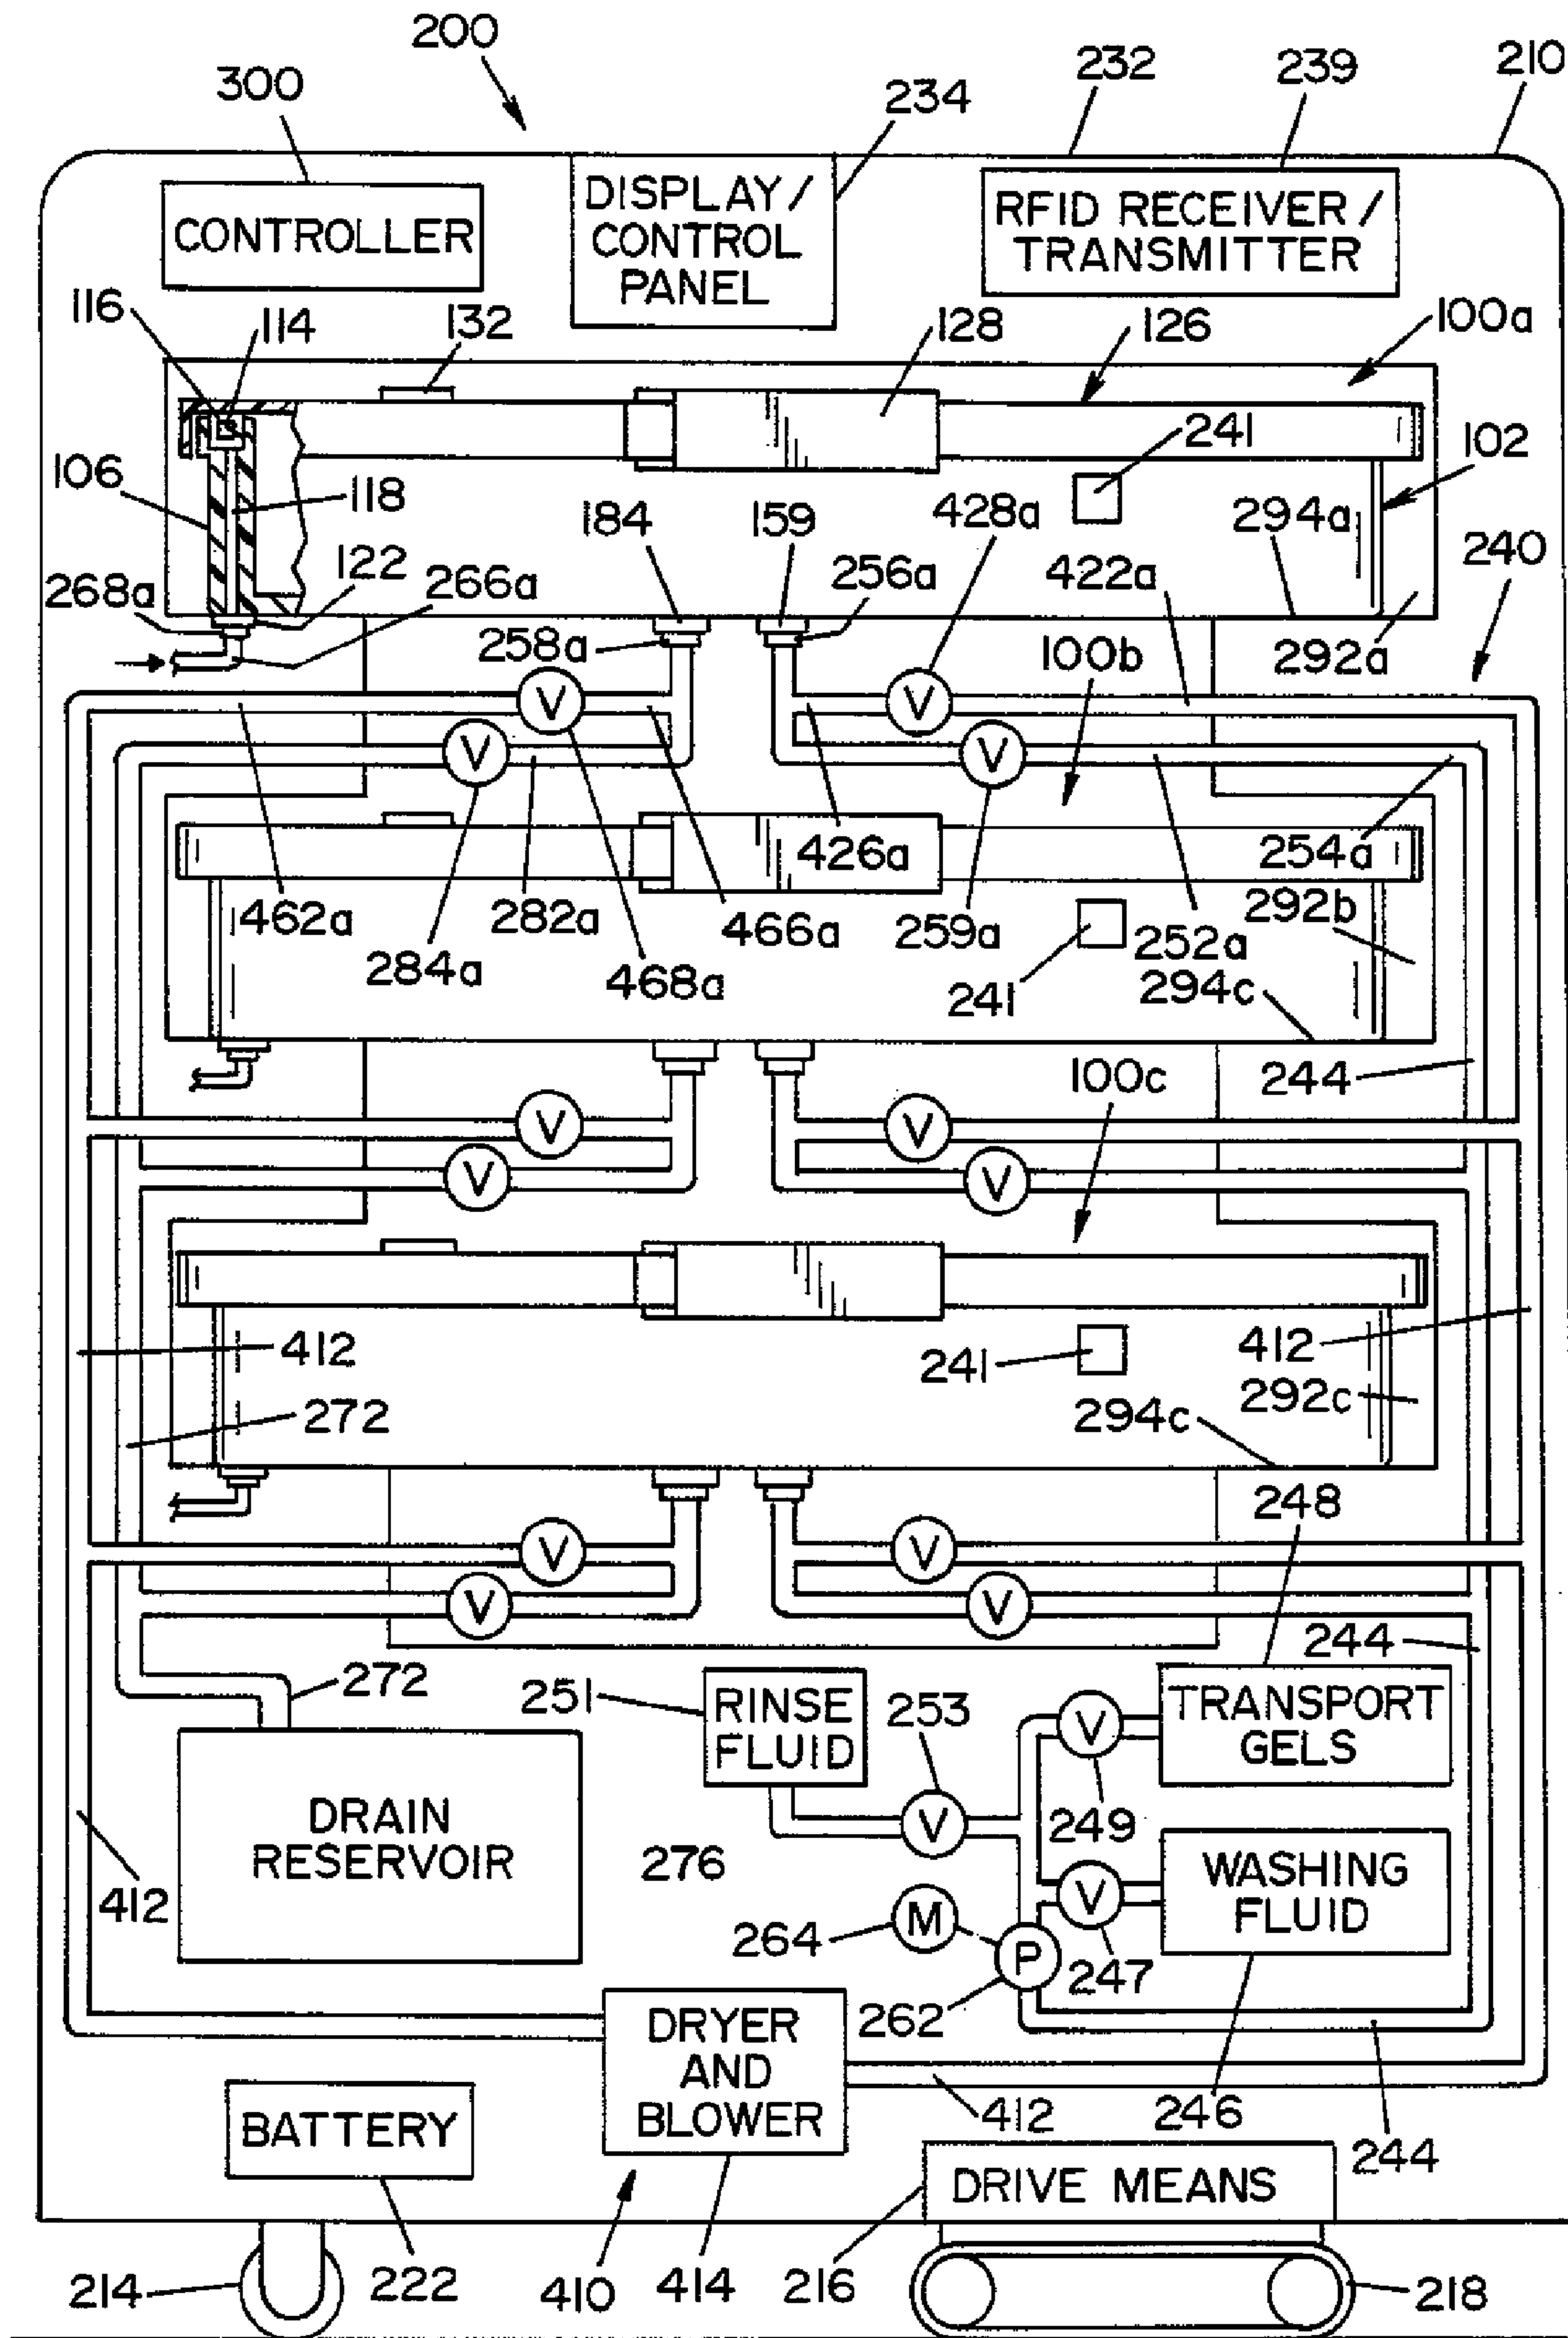 200
232
239
210
300
234
CONTROLLER
DISPLAY/
CONTROL
PANEL
RFID RECEIVER/
TRANSMITTER
116
114
132
128
126
100a
241
102
106
118
184
159
428a
294a
240
122
268a
266a
256a
422a
258a
100b
292a
V
V
V
V
426a
254a
462a
282a
466a
259a
292b
284a
468a
241
252a
294c
100c
244
V
V
V
V
412
241
412
272
294c
292c
248
V
V
V
V
244
272
251
RINSE
FLUID
253
V
TRANSPORT
GELS
DRAIN
RESERVOIR
V
249
276
WASHING
FLUID
412
V
264
M
P
247
262
DRYER
AND
BLOWER
412
246
244
BATTERY
DRIVE MEANS
214
222
410
414
216
218